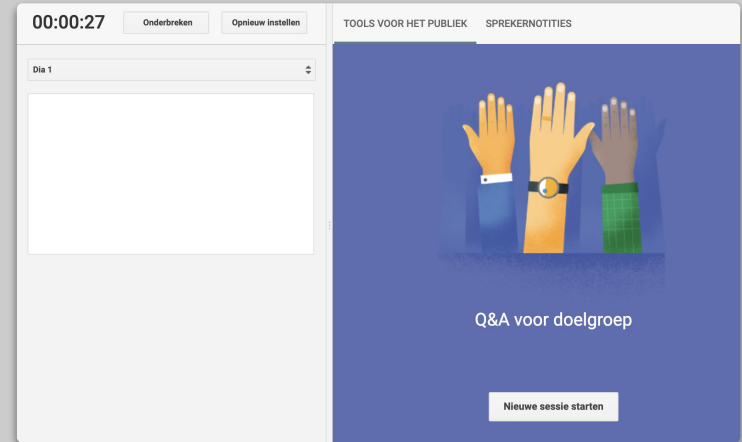 00:00:27
Onderbreken
Opnieuw instellen
TOOLS VOOR HET PUBLIEK
SPREKERNOTITIES
Dia 1
Q&A voor doelgroep
Nieuwe sessie starten